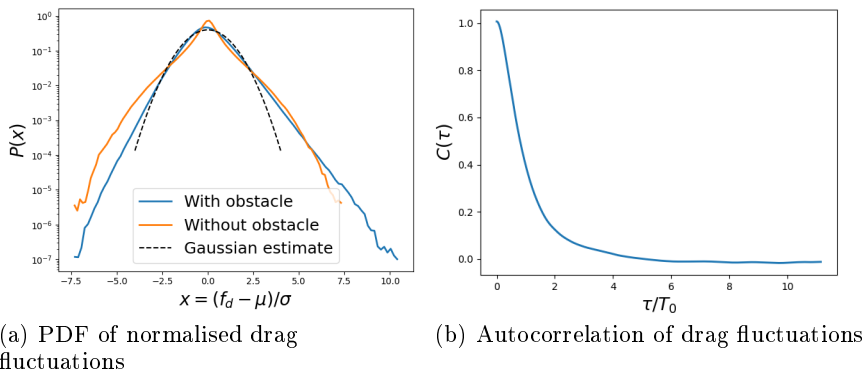 10⁰
10⁻¹
10⁻²
10⁻³
10⁻⁴
10⁻⁵
10⁻⁶
10⁻⁷
P(x)
With obstacle
Without obstacle
Gaussian estimate
−7.5 −5.0 −2.5 0.0 2.5 5.0 7.5 10.0
x = (f_d − μ)/σ
(a) PDF of normalised drag
fluctuations
1.0
0.8
0.6
0.4
0.2
0.0
C(τ)
0 2 4 6 8 10
τ/T₀
(b) Autocorrelation of drag fluctuations